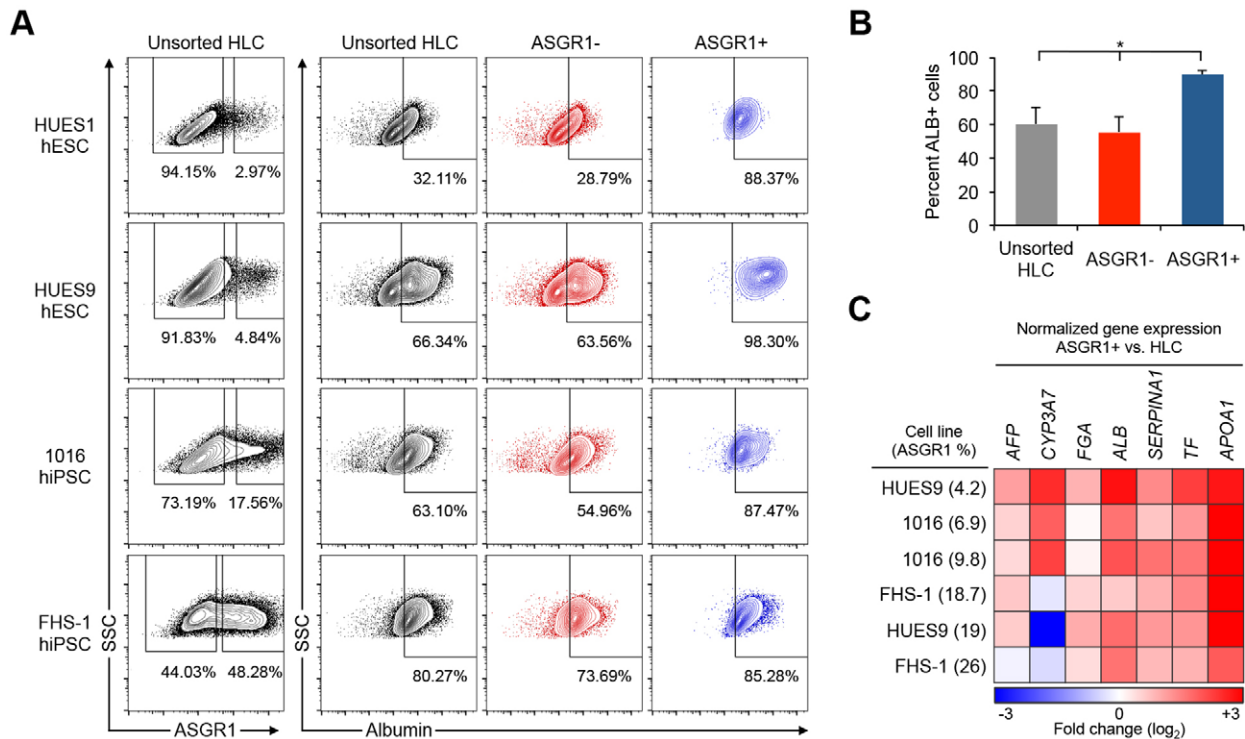 A
Unsorted HLC
Unsorted HLC
ASGR1-
ASGR1+
HUES1
hESC
94.15%
2.97%
32.11%
28.79%
88.37%
HUES9
hESC
91.83%
4.84%
66.34%
63.56%
98.30%
1016
hiPSC
73.19%
17.56%
63.10%
54.96%
87.47%
FHS-1
hiPSC
44.03%
48.28%
80.27%
73.69%
85.28%
SSC
SSC
ASGR1
Albumin
B
Percent ALB+ cells
100
80
60
40
20
0
*
Unsorted
HLC
ASGR1-
ASGR1+
C
Normalized gene expression
ASGR1+ vs. HLC
Cell line
(ASGR1 %)
AFP
CYP3A7
FGA
ALB
SERPINA1
TF
APOA1
HUES9 (4.2)
1016 (6.9)
1016 (9.8)
FHS-1 (18.7)
HUES9 (19)
FHS-1 (26)
-3
0
+3
Fold change (log₂)